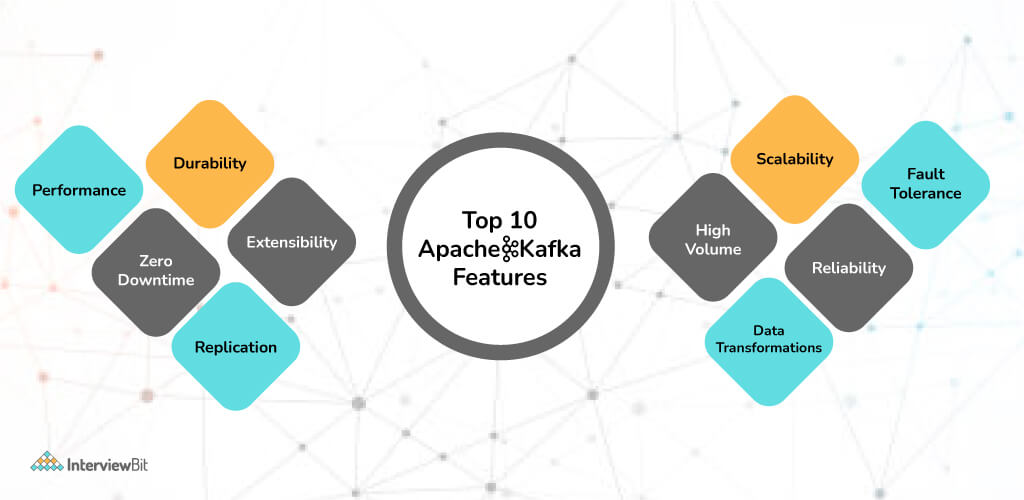 Performance
Durability
Zero
Downtime
Extensibility
Replication
Top 10
Apache Kafka
Features
Scalability
Fault
Tolerance
High
Volume
Reliability
Data
Transformations
InterviewBit